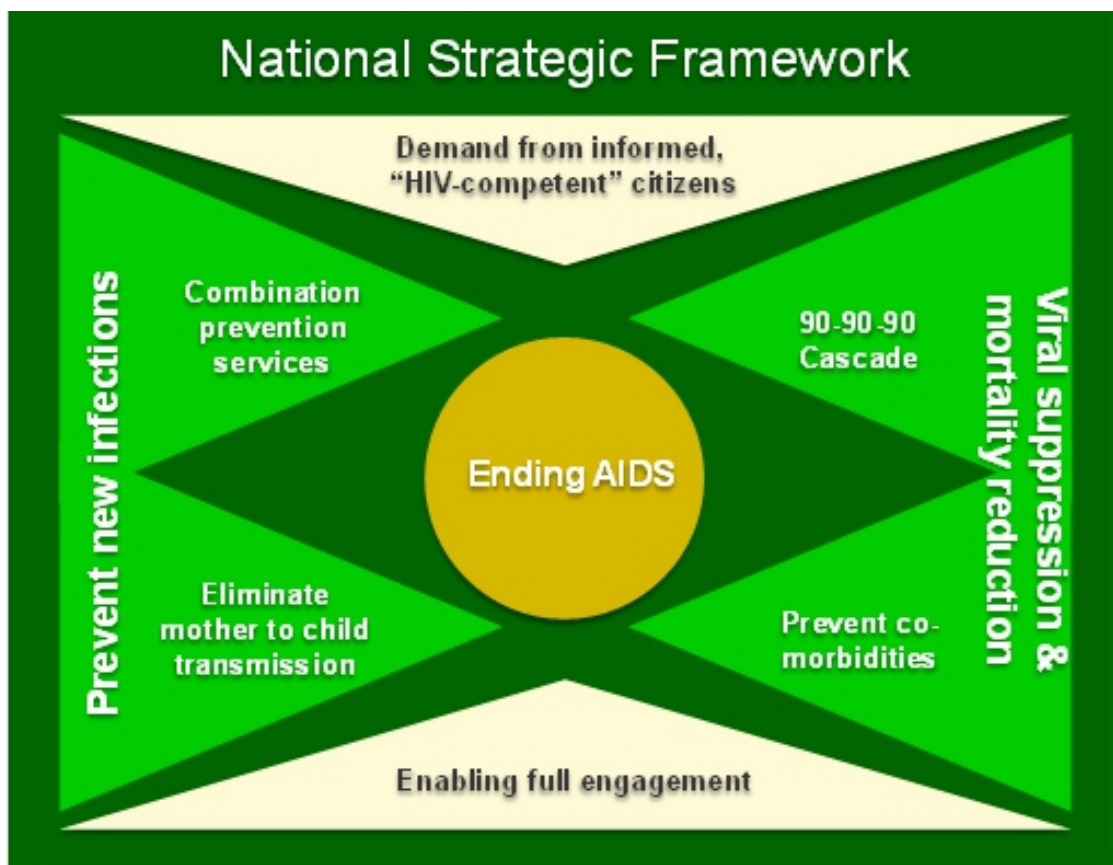 National Strategic Framework
Demand from informed,
“HIV-competent” citizens
Prevent new infections
Combination
prevention
services
Eliminate
mother to child
transmission
Ending AIDS
90-90-90
Cascade
Prevent co-
morbidities
Viral suppression &
mortality reduction
Enabling full engagement